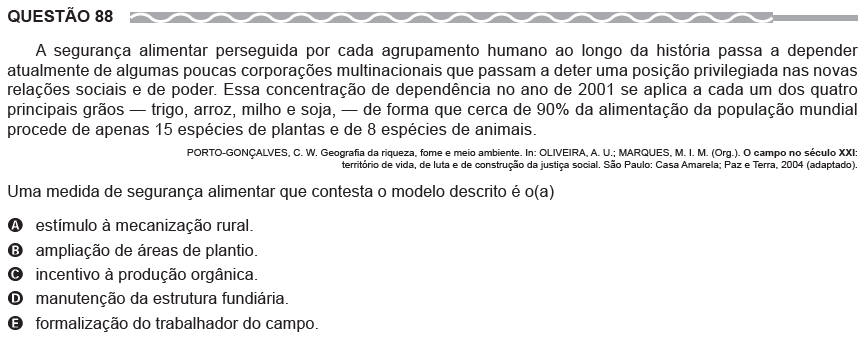 QUESTÃO 88
A segurança alimentar perseguida por cada agrupamento humano ao longo da história passa a depender
atualmente de algumas poucas corporações multinacionais que passam a deter uma posição privilegiada nas novas
relações sociais e de poder. Essa concentração de dependência no ano de 2001 se aplica a cada um dos quatro
principais grãos — trigo, arroz, milho e soja, — de forma que cerca de 90% da alimentação da população mundial
procede de apenas 15 espécies de plantas e de 8 espécies de animais.
PORTO-GONÇALVES, C. W. Geografia da riqueza, fome e meio ambiente. In: OLIVEIRA, A. U.; MARQUES, M. I. M. (Org.). O campo no século XXI:
território de vida, de luta e de construção da justiça social. São Paulo: Casa Amarela; Paz e Terra, 2004 (adaptado).
Uma medida de segurança alimentar que contesta o modelo descrito é o(a)
A estímulo à mecanização rural.
B ampliação de áreas de plantio.
C incentivo à produção orgânica.
D manutenção da estrutura fundiária.
E formalização do trabalhador do campo.